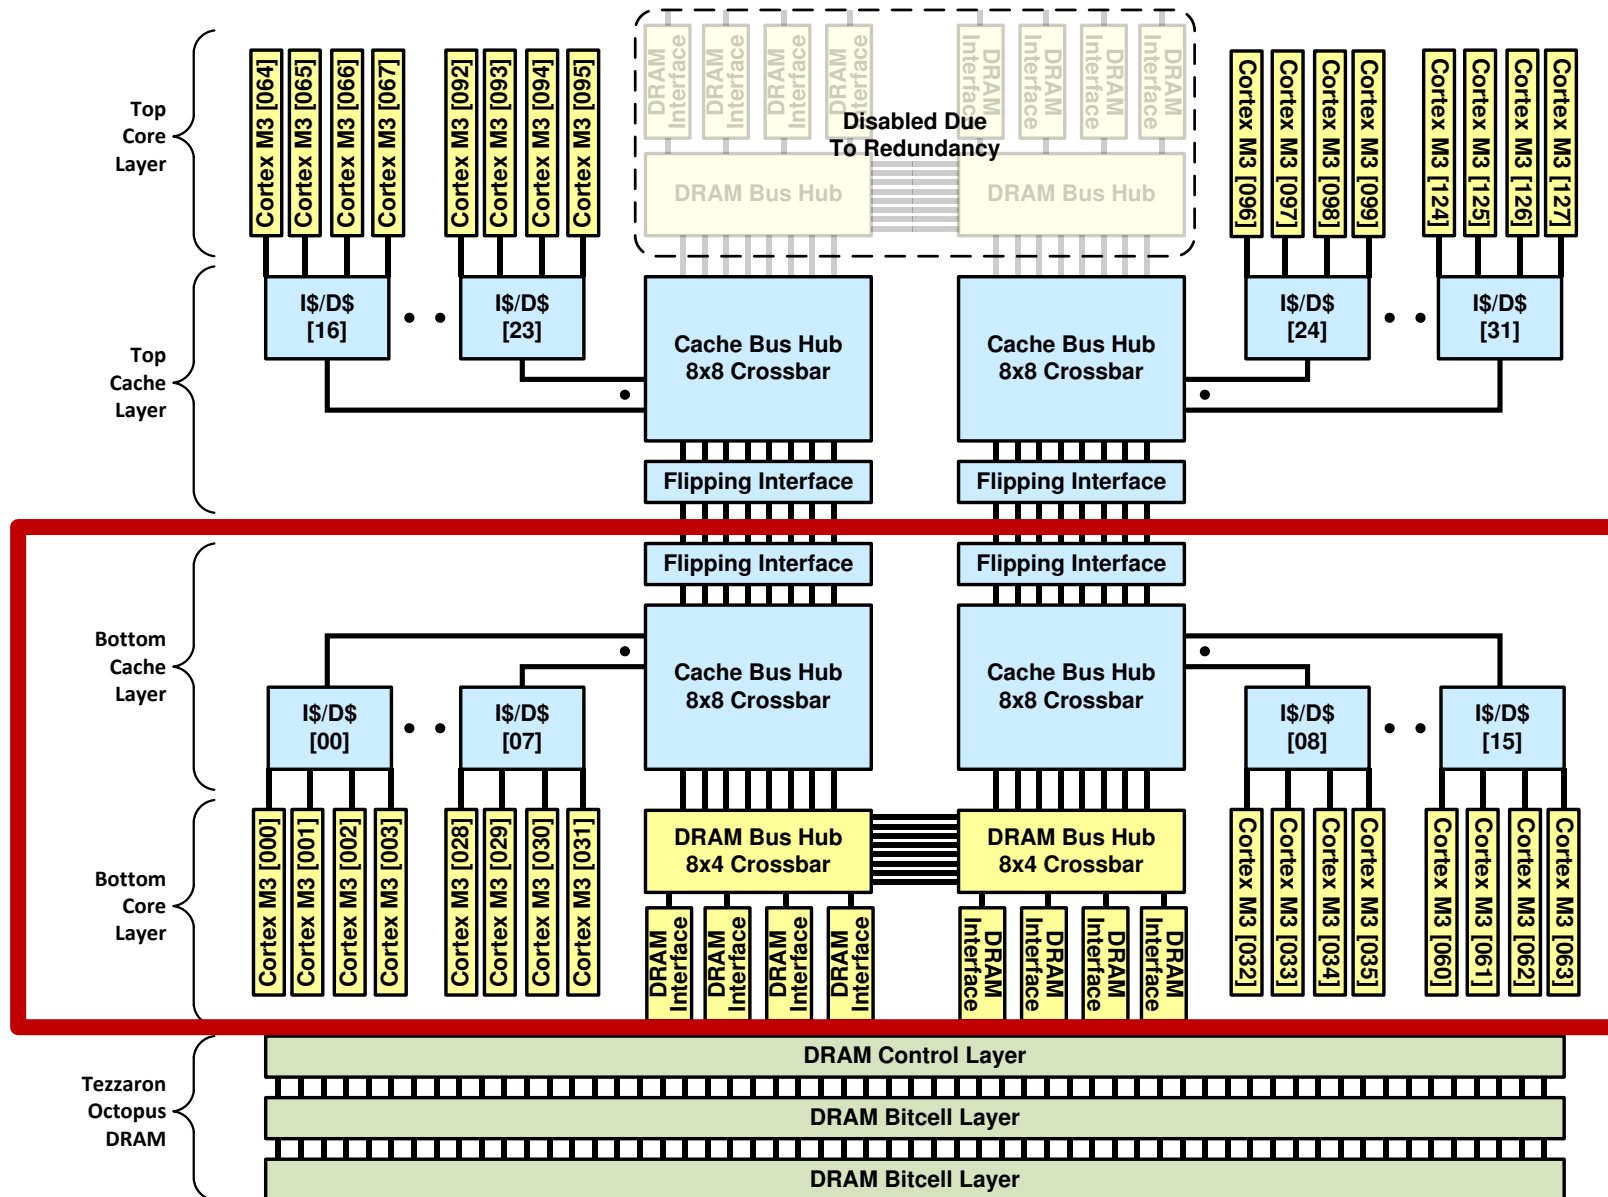 Top
Core
Layer
Cortex M3 [064]
Cortex M3 [065]
Cortex M3 [066]
Cortex M3 [067]
Cortex M3 [092]
Cortex M3 [093]
Cortex M3 [094]
Cortex M3 [095]
DRAM
Interface
DRAM
Interface
DRAM
Interface
DRAM
Interface
DRAM
Interface
DRAM
Interface
DRAM
Interface
DRAM
Interface
Disabled Due
To Redundancy
DRAM Bus Hub
DRAM Bus Hub
Cortex M3 [096]
Cortex M3 [097]
Cortex M3 [098]
Cortex M3 [099]
Cortex M3 [124]
Cortex M3 [125]
Cortex M3 [126]
Cortex M3 [127]
Top
Cache
Layer
I$/D$
[16]
I$/D$
[23]
Cache Bus Hub
8x8 Crossbar
Cache Bus Hub
8x8 Crossbar
I$/D$
[24]
I$/D$
[31]
Flipping Interface
Flipping Interface
Bottom
Cache
Layer
Flipping Interface
Flipping Interface
Cache Bus Hub
8x8 Crossbar
Cache Bus Hub
8x8 Crossbar
I$/D$
[00]
I$/D$
[07]
I$/D$
[08]
I$/D$
[15]
Bottom
Core
Layer
Cortex M3 [000]
Cortex M3 [001]
Cortex M3 [002]
Cortex M3 [003]
Cortex M3 [028]
Cortex M3 [029]
Cortex M3 [030]
Cortex M3 [031]
DRAM Bus Hub
8x4 Crossbar
DRAM Bus Hub
8x4 Crossbar
DRAM
Interface
DRAM
Interface
DRAM
Interface
DRAM
Interface
DRAM
Interface
DRAM
Interface
DRAM
Interface
DRAM
Interface
Cortex M3 [032]
Cortex M3 [033]
Cortex M3 [034]
Cortex M3 [035]
Cortex M3 [060]
Cortex M3 [061]
Cortex M3 [062]
Cortex M3 [063]
Tezzaron
Octopus
DRAM
DRAM Control Layer
DRAM Bitcell Layer
DRAM Bitcell Layer